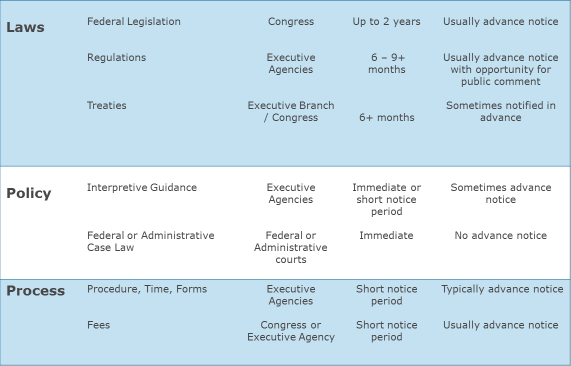 Laws
Federal Legislation
Congress
Up to 2 years
Usually advance notice
Regulations
Executive
Agencies
6 – 9+
months
Usually advance notice
with opportunity for
public comment
Treaties
Executive Branch
/ Congress
6+ months
Sometimes notified in
advance
Policy
Interpretive Guidance
Executive
Agencies
Immediate or
short notice
period
Sometimes advance
notice
Federal or Administrative
Case Law
Federal or
Administrative
courts
Immediate
No advance notice
Process
Procedure, Time, Forms
Executive
Agencies
Short notice
period
Typically advance notice
Fees
Congress or
Executive Agency
Short notice
period
Usually advance notice